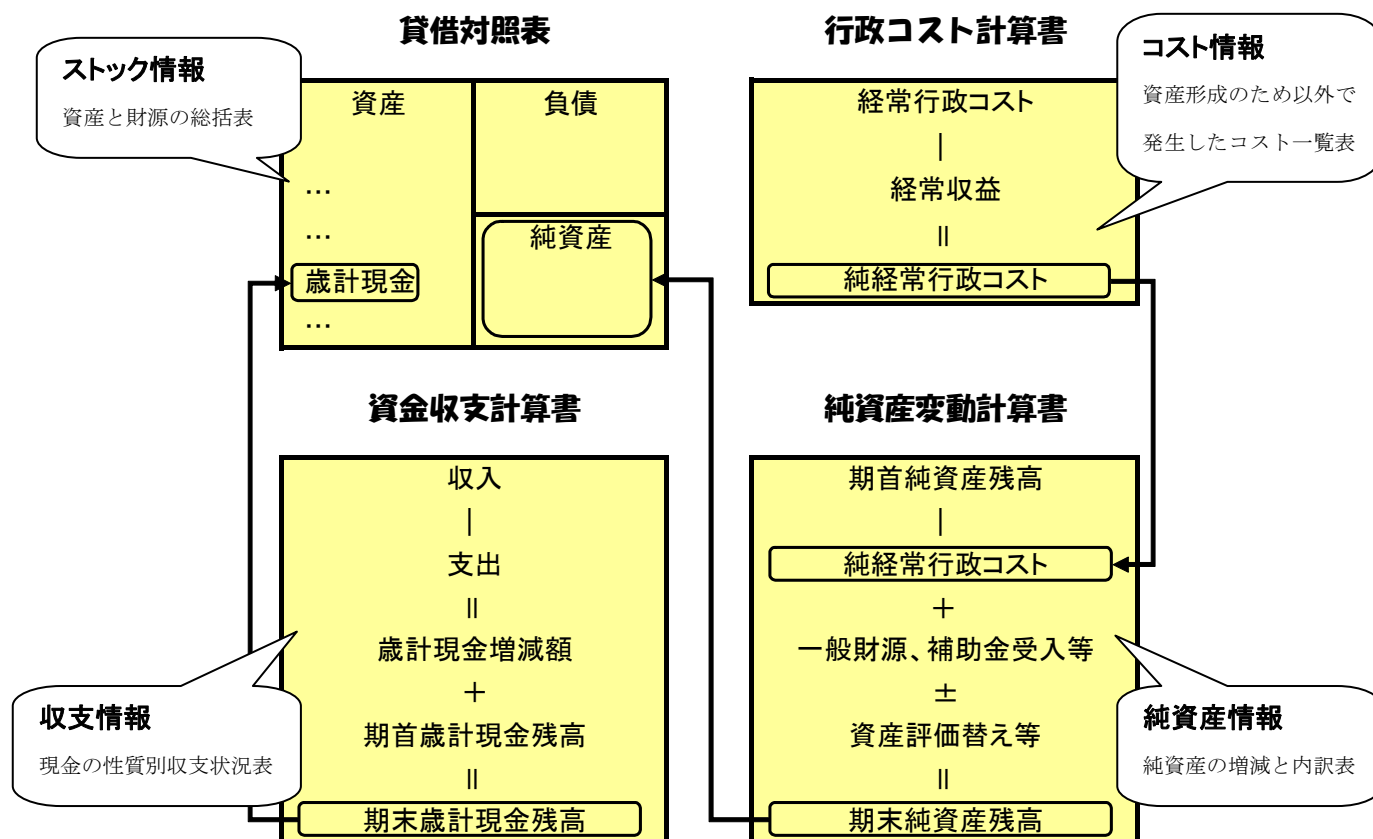 貸借対照表
ストック情報
資産と財源の総括表
資産
負債
…
…
純資産
歳計現金
…
行政コスト計算書
コスト情報
資産形成のため以外で
発生したコスト一覧表
経常行政コスト
｜
経常収益
॥
純経常行政コスト
資金収支計算書
収入
｜
支出
॥
歳計現金増減額
＋
期首歳計現金残高
॥
期末歳計現金残高
収支情報
現金の性質別収支状況表
純資産変動計算書
期首純資産残高
｜
純経常行政コスト
＋
一般財源、補助金受入等
±
資産評価替え等
॥
期末純資産残高
純資産情報
純資産の増減と内訳表